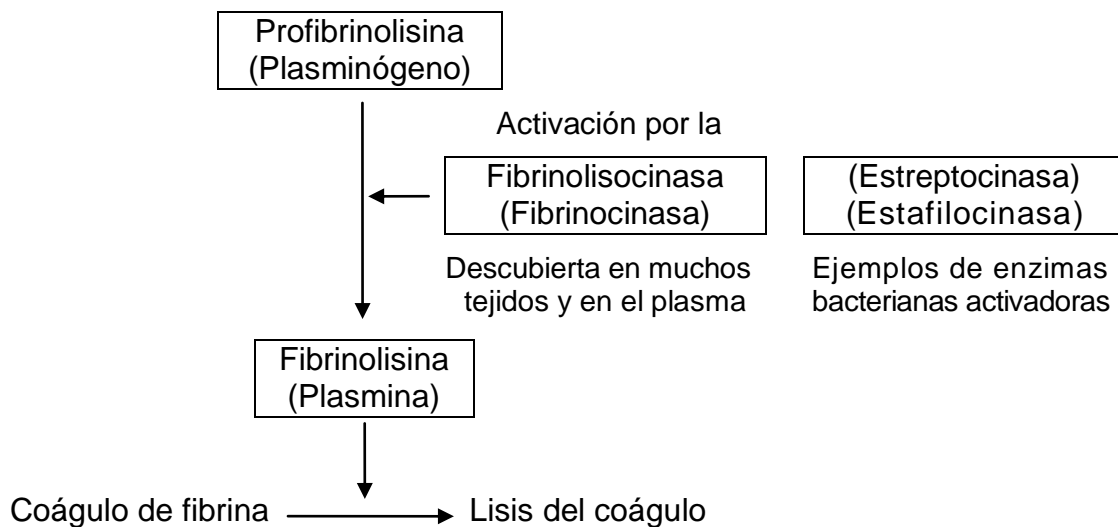 Profibrinolisina
(Plasminógeno)
Activación por la
Fibrinolisocinasa
(Fibrinocinasa)
(Estreptocinasa)
(Estafilocinasa)
Descubierta en muchos
tejidos y en el plasma
Ejemplos de enzimas
bacterianas activadoras
Fibrinolisina
(Plasmina)
Coágulo de fibrina
Lisis del coágulo